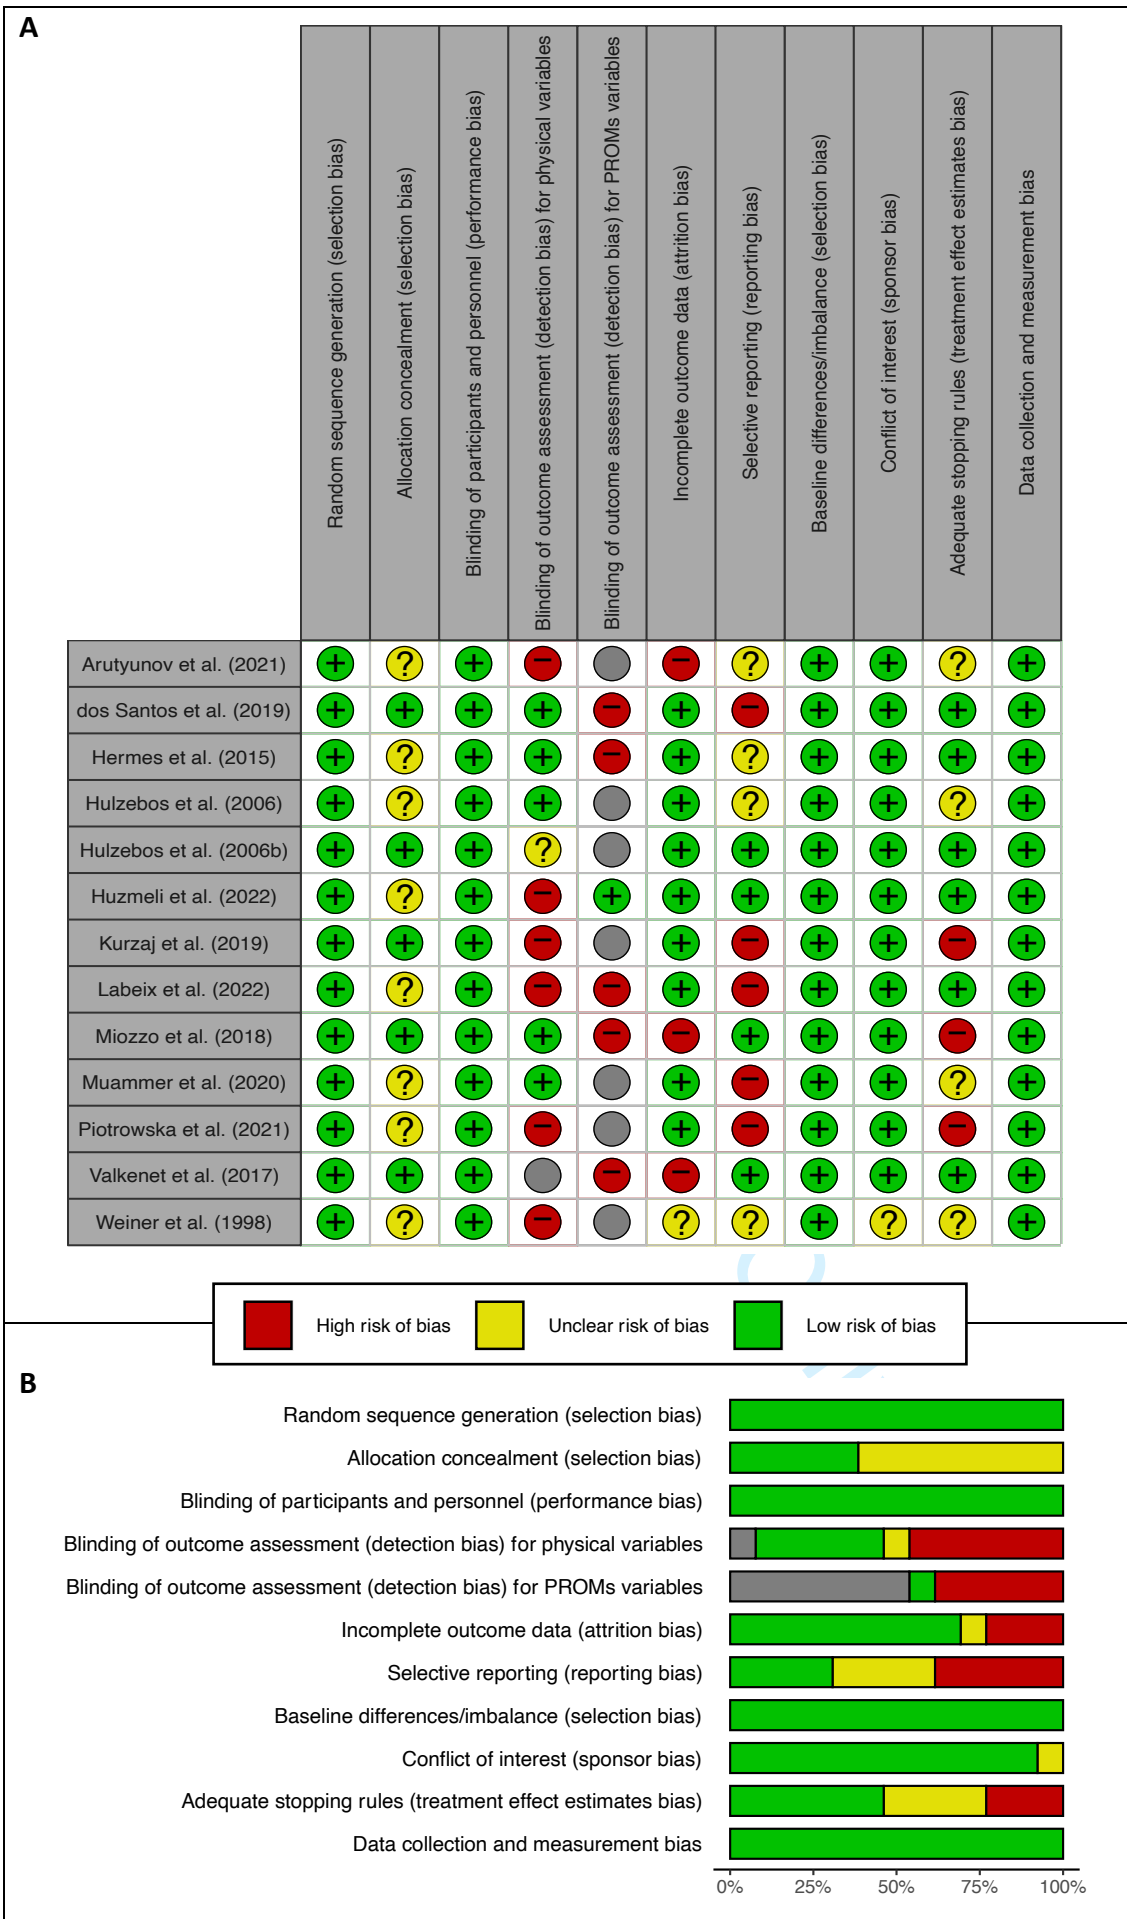 A
Random sequence generation (selection bias)
Allocation concealment (selection bias)
Blinding of participants and personnel (performance bias)
Blinding of outcome assessment (detection bias) for physical variables
Blinding of outcome assessment (detection bias) for PROMs variables
Incomplete outcome data (attrition bias)
Selective reporting (reporting bias)
Baseline differences/imbalance (selection bias)
Conflict of interest (sponsor bias)
Adequate stopping rules (treatment effect estimates bias)
Data collection and measurement bias
Arutyunov et al. (2021) + ? + − − ? + + ? +
dos Santos et al. (2019) + + + + − + − + + + +
Hermes et al. (2015) + ? + + − + ? + + + +
Hulzebos et al. (2006) + ? + + + ? + + ? +
Hulzebos et al. (2006b) + + + ? + + + + + +
Huzmeli et al. (2022) + ? + − + + + + + + +
Kurzaj et al. (2019) + + + − + − + + − +
Labeix et al. (2022) + ? + − − + − + + + +
Miozzo et al. (2018) + + + + − − + + + − +
Muammer et al. (2020) + ? + + + − + + ? +
Piotrowska et al. (2021) + ? + − + − + + − +
Valkenet et al. (2017) + + + − − + + + + +
Weiner et al. (1998) + ? + − ? ? + ? ? +
High risk of bias Unclear risk of bias Low risk of bias
B
Random sequence generation (selection bias)
Allocation concealment (selection bias)
Blinding of participants and personnel (performance bias)
Blinding of outcome assessment (detection bias) for physical variables
Blinding of outcome assessment (detection bias) for PROMs variables
Incomplete outcome data (attrition bias)
Selective reporting (reporting bias)
Baseline differences/imbalance (selection bias)
Conflict of interest (sponsor bias)
Adequate stopping rules (treatment effect estimates bias)
Data collection and measurement bias
0% 25% 50% 75% 100%